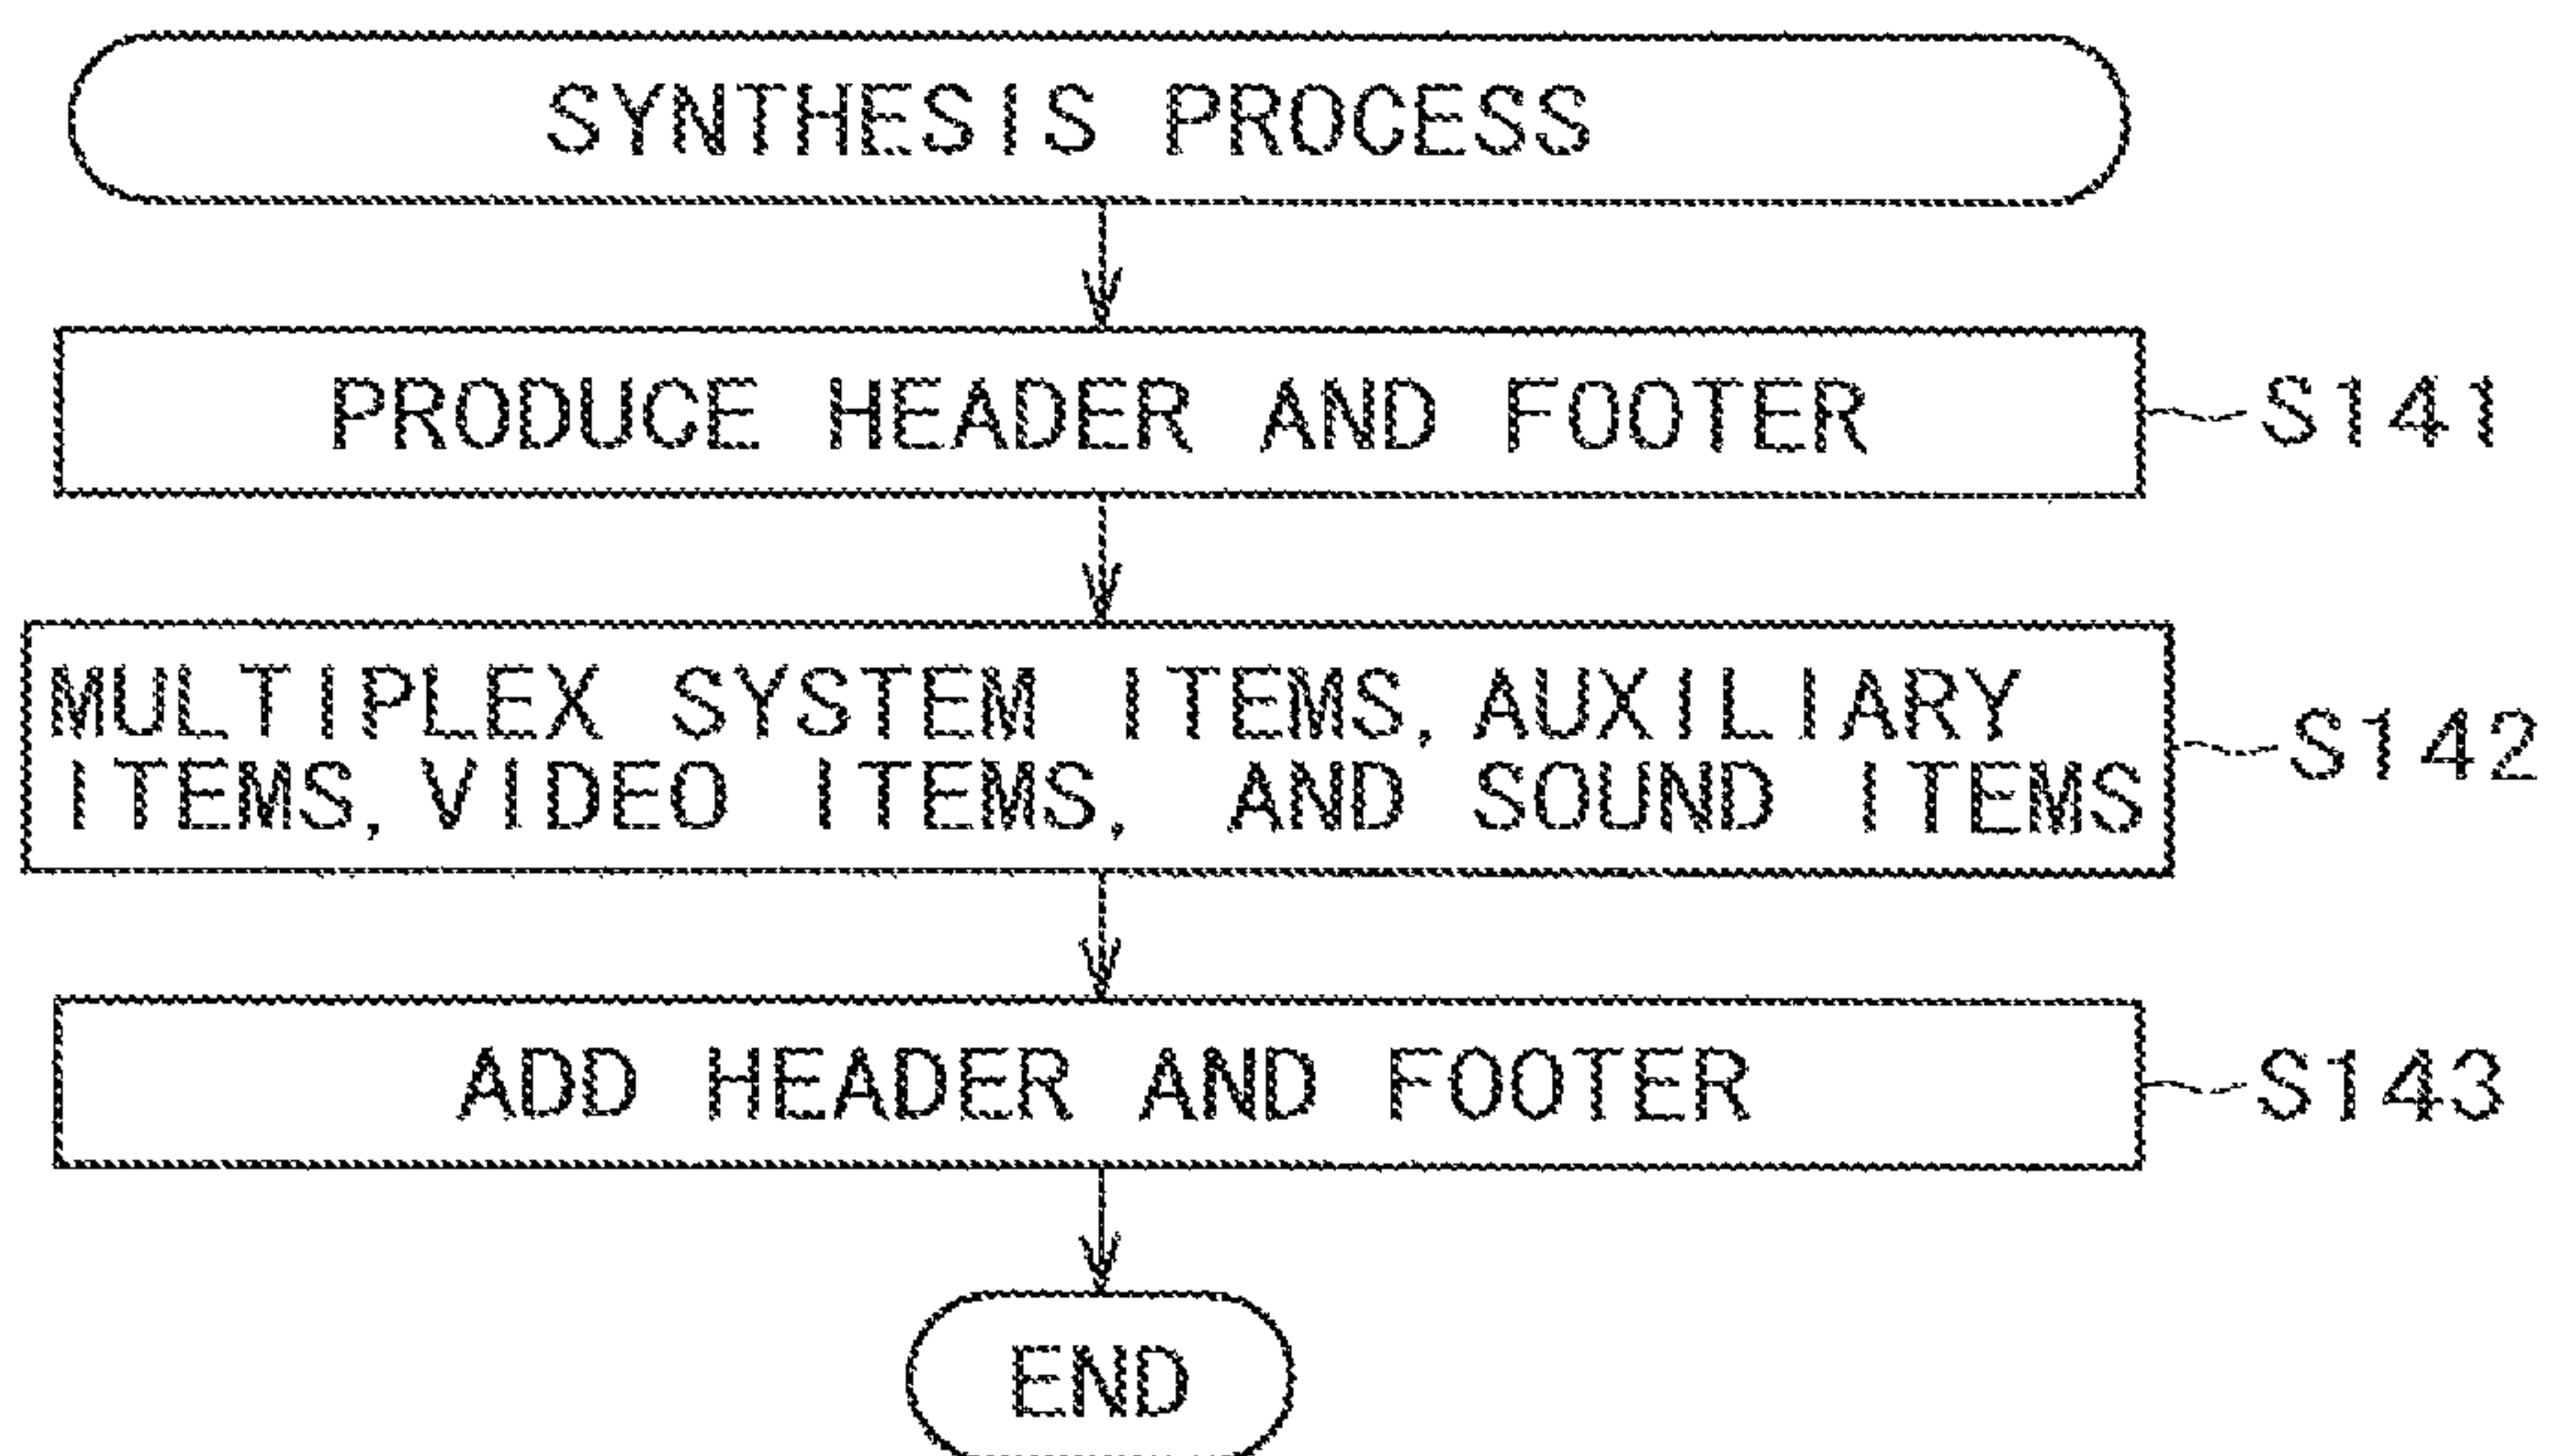 SYNTHESIS PROCESS
PRODUCE HEADER AND FOOTER
S141
MULTIPLEX SYSTEM ITEMS, AUXILIARY
ITEMS, VIDEO ITEMS, AND SOUND ITEMS
S142
ADD HEADER AND FOOTER
S143
END